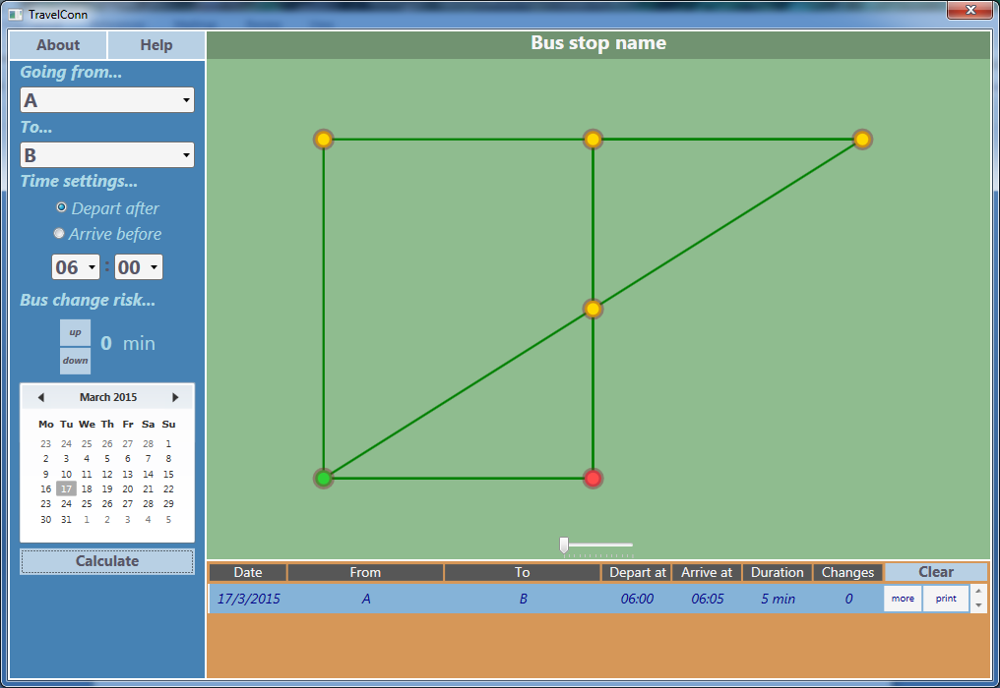 TravelConn
About Help
Bus stop name
Going from...
A
To...
B
Time settings...
Depart after
Arrive before
06 : 00
Bus change risk...
up
0 min
down
March 2015
Mo Tu We Th Fr Sa Su
23 24 25 26 27 28 1
2 3 4 5 6 7 8
9 10 11 12 13 14 15
16 17 18 19 20 21 22
23 24 25 26 27 28 29
30 31 1 2 3 4 5
Calculate
Date From To Depart at Arrive at Duration Changes Clear
17/3/2015 A B 06:00 06:05 5 min 0 more print